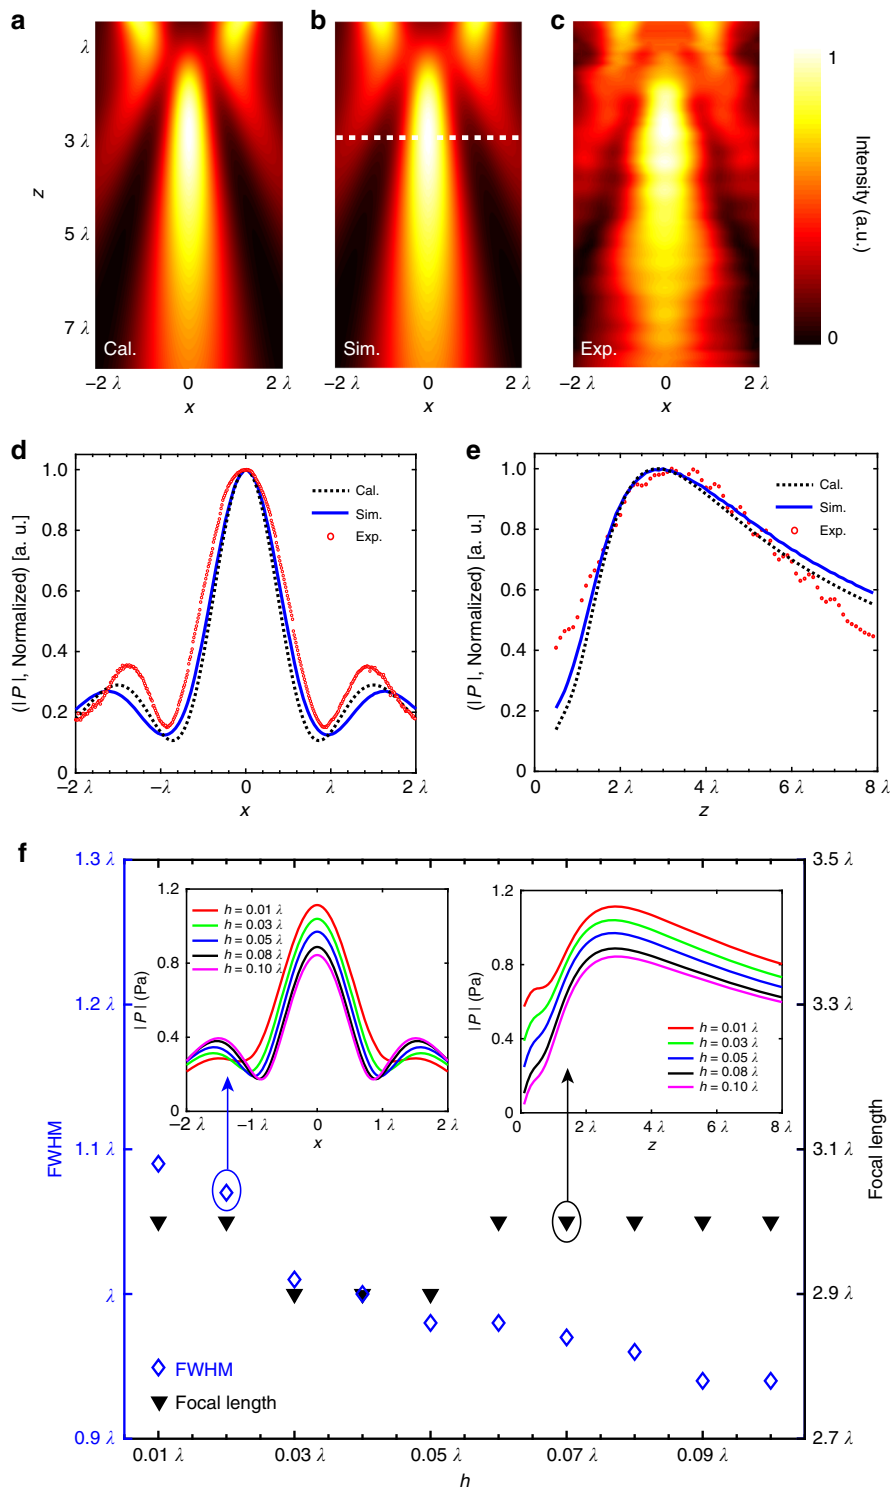 a
b
c
λ
3 λ
5 λ
7 λ
z
Cal.
Sim.
Exp.
−2 λ
0
2 λ
x
−2 λ
0
2 λ
x
−2 λ
0
2 λ
x
1
0
Intensity (a.u.)
d
1.0
0.8
0.6
0.4
0.2
0
(|P|, Normalized) [a. u.]
Cal.
Sim.
Exp.
−2 λ
−λ
0
λ
2 λ
x
e
1.0
0.8
0.6
0.4
0.2
0
(|P|, Normalized) [a. u.]
Cal.
Sim.
Exp.
0
2 λ
4 λ
6 λ
8 λ
z
f
1.3 λ
1.2 λ
1.1 λ
λ
0.9 λ
FWHM
3.5 λ
3.3 λ
3.1 λ
2.9 λ
2.7 λ
Focal length
1.2
0.8
0.4
0
|P| (Pa)
h = 0.01 λ
h = 0.03 λ
h = 0.05 λ
h = 0.08 λ
h = 0.10 λ
−2 λ
−1 λ
0
1 λ
2 λ
x
1.2
0.8
0.4
0
|P| (Pa)
h = 0.01 λ
h = 0.03 λ
h = 0.05 λ
h = 0.08 λ
h = 0.10 λ
0
2 λ
4 λ
6 λ
8 λ
z
FWHM
Focal length
0.01 λ
0.03 λ
0.05 λ
0.07 λ
0.09 λ
h